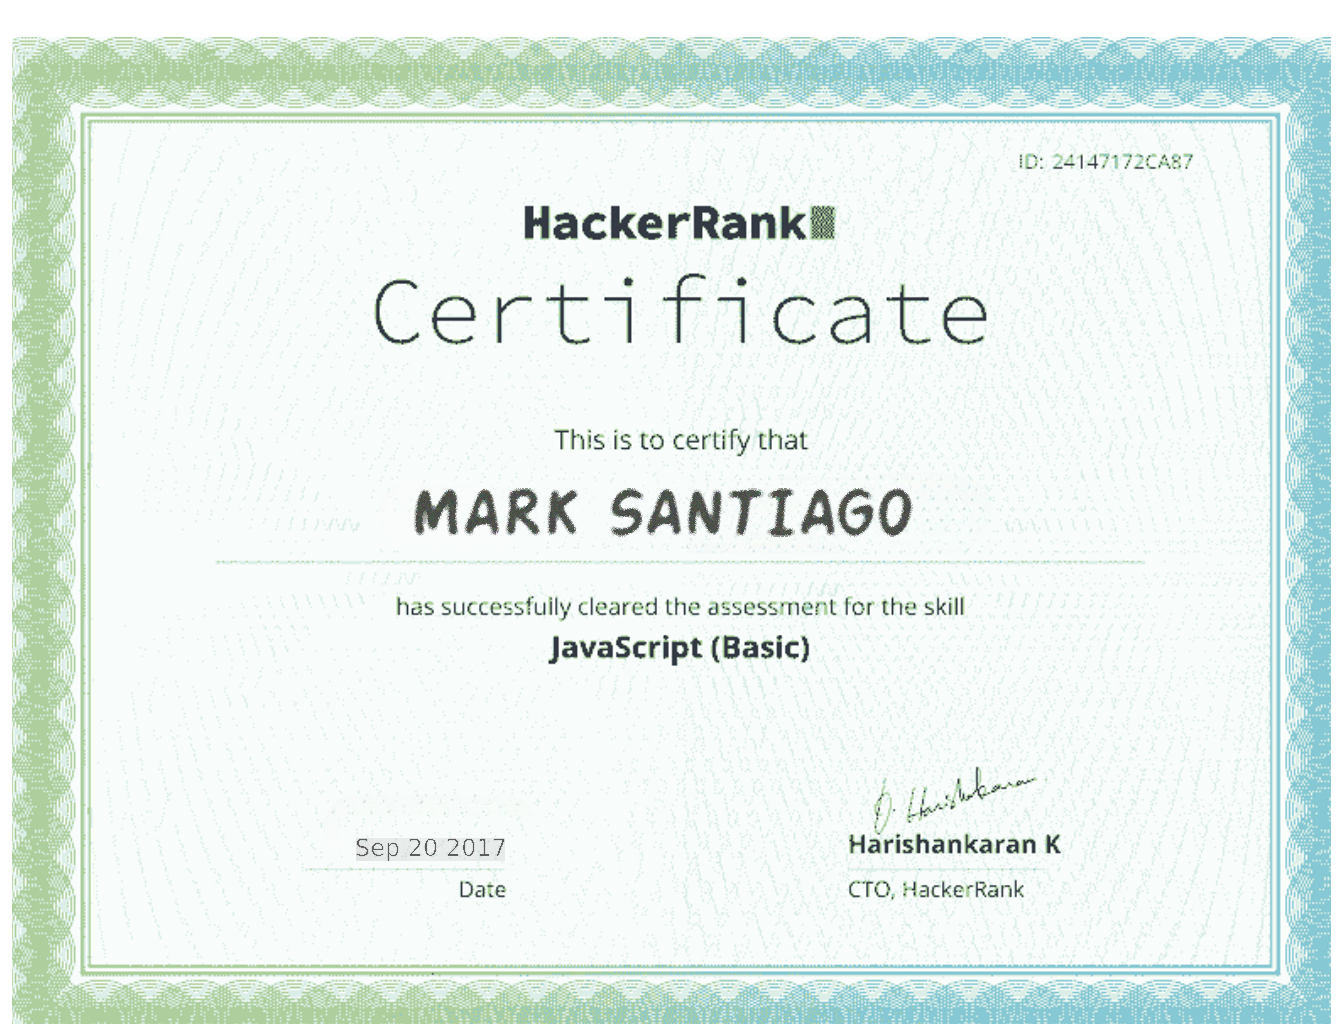 ID: 24147172CA87
HackerRank
Certificate
This is to certify that
MARK SANTIAGO
has successfully cleared the assessment for the skill
JavaScript (Basic)
D. Harishankaran
Harishankaran K
Sep 20 2017
Date
CTO, HackerRank